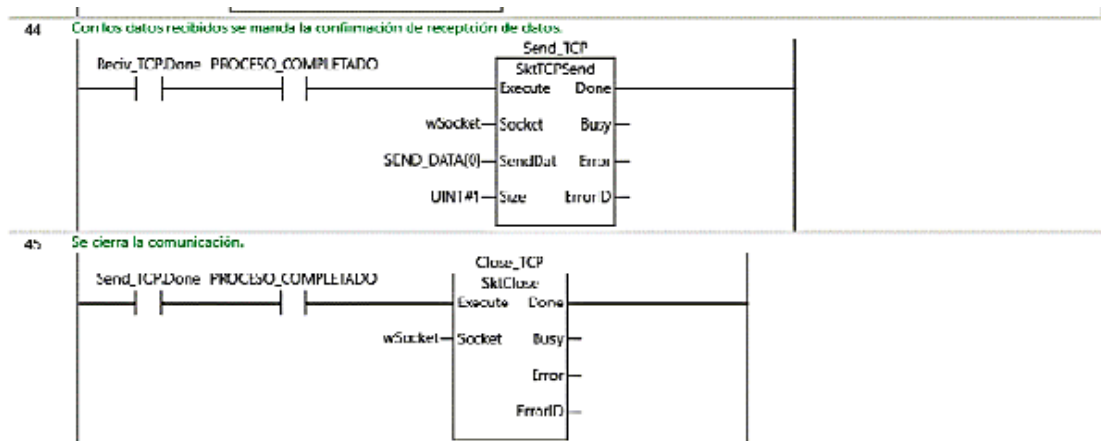 44 Con los datos recibidos se manda la confirmación de recepción de datos.
Send_TCP
Reciv_TCP.Done PROCESO_COMPLETADO
SktTCPSend
Execute Done
wSocket Socket Busy
SEND_DATA[0] SendDat Error
UINT#1 Size ErrorID
45 Se cierra la comunicación.
Close_TCP
Send_TCP.Done PROCESO_COMPLETADO
SktClose
Execute Done
wSocket Socket Busy
Error
ErrorID